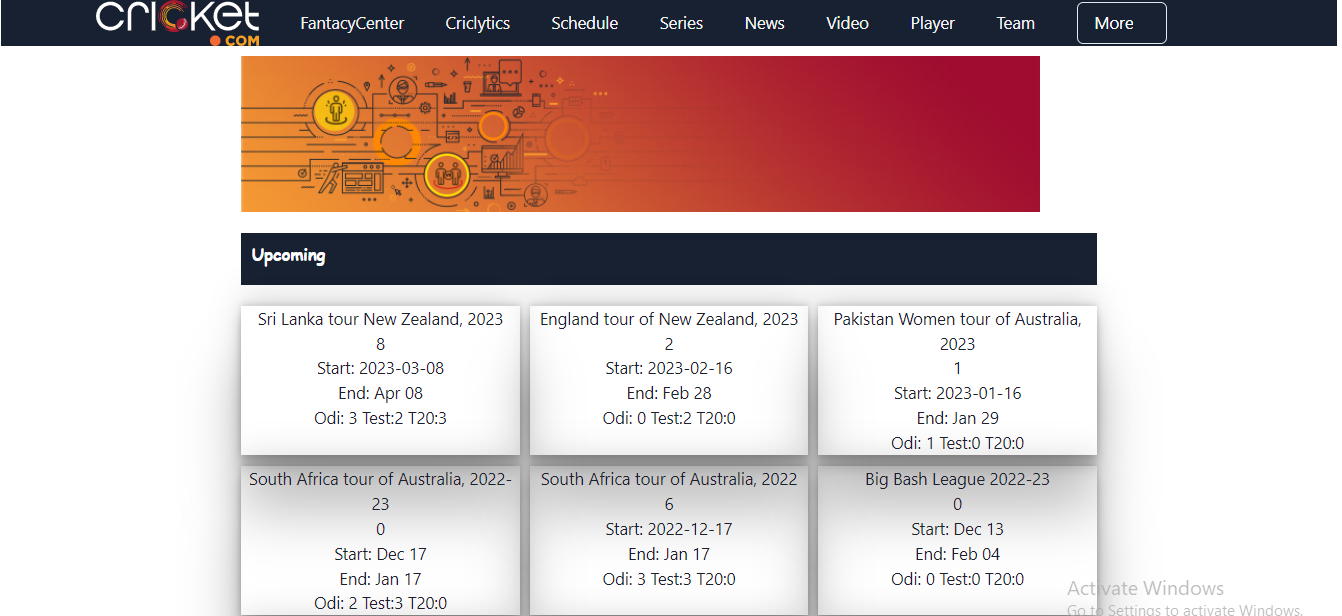 cricket
.COM
FantacyCenter Criclytics Schedule Series News Video Player Team More
Upcoming
Sri Lanka tour New Zealand, 2023
8
Start: 2023-03-08
End: Apr 08
Odi: 3 Test:2 T20:3
England tour of New Zealand, 2023
2
Start: 2023-02-16
End: Feb 28
Odi: 0 Test:2 T20:0
Pakistan Women tour of Australia,
2023
1
Start: 2023-01-16
End: Jan 29
Odi: 1 Test:0 T20:0
South Africa tour of Australia, 2022-
23
0
Start: Dec 17
End: Jan 17
Odi: 2 Test:3 T20:0
South Africa tour of Australia, 2022
6
Start: 2022-12-17
End: Jan 17
Odi: 3 Test:3 T20:0
Big Bash League 2022-23
0
Start: Dec 13
End: Feb 04
Odi: 0 Test:0 T20:0
Activate Windows
Go to Settings to activate Windows.